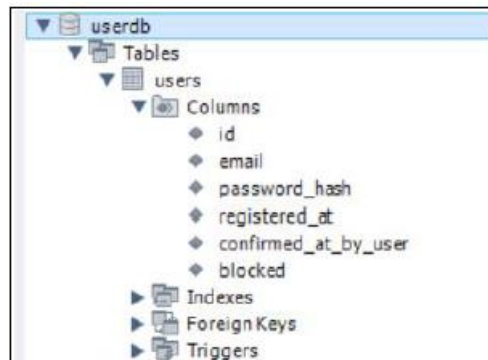 userdb
Tables
users
Columns
id
email
password_hash
registered_at
confirmed_at_by_user
blocked
Indexes
Foreign Keys
Triggers